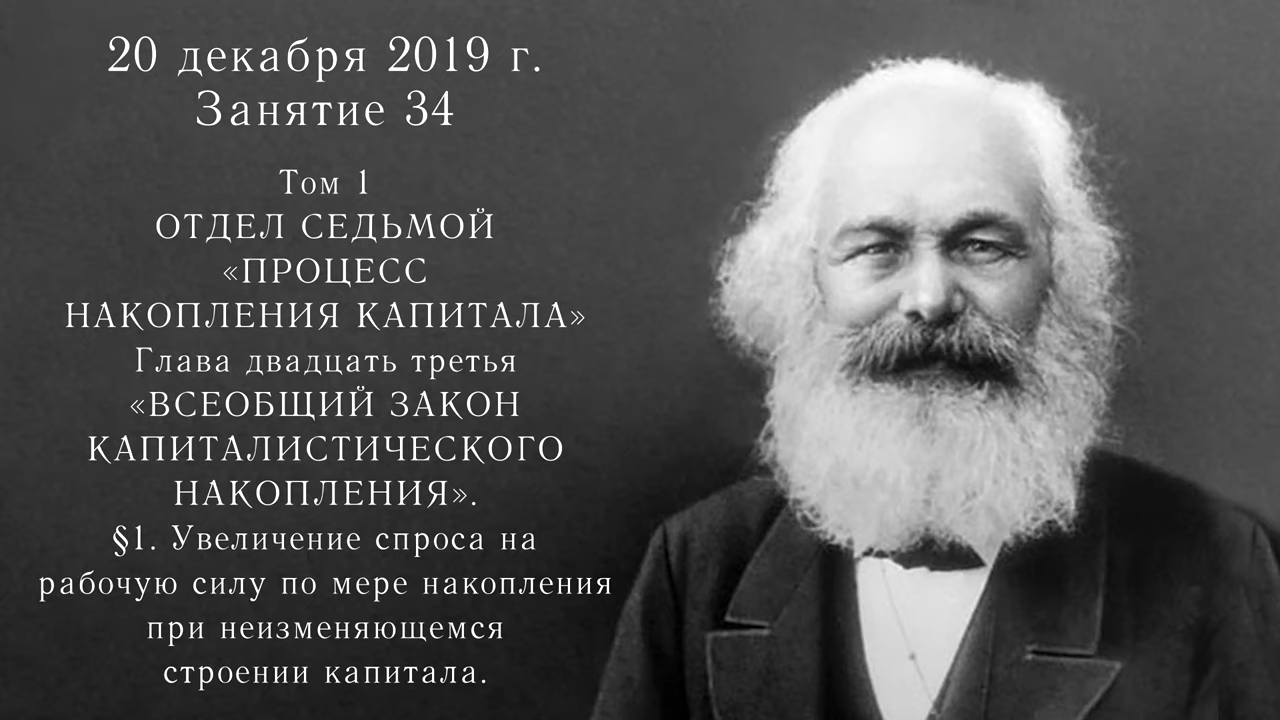 20 декабря 2019 г.
Занятие 34
Том 1
ОТДЕЛ СЕДЬМОЙ
«ПРОЦЕСС
НАКОПЛЕНИЯ КАПИТАЛА»
Глава двадцать третья
«ВСЕОБЩИЙ ЗАКОН
КАПИТАЛИСТИЧЕСКОГО
НАКОПЛЕНИЯ».
§1. Увеличение спроса на
рабочую силу по мере накопления
при неизменяющемся
строении капитала.